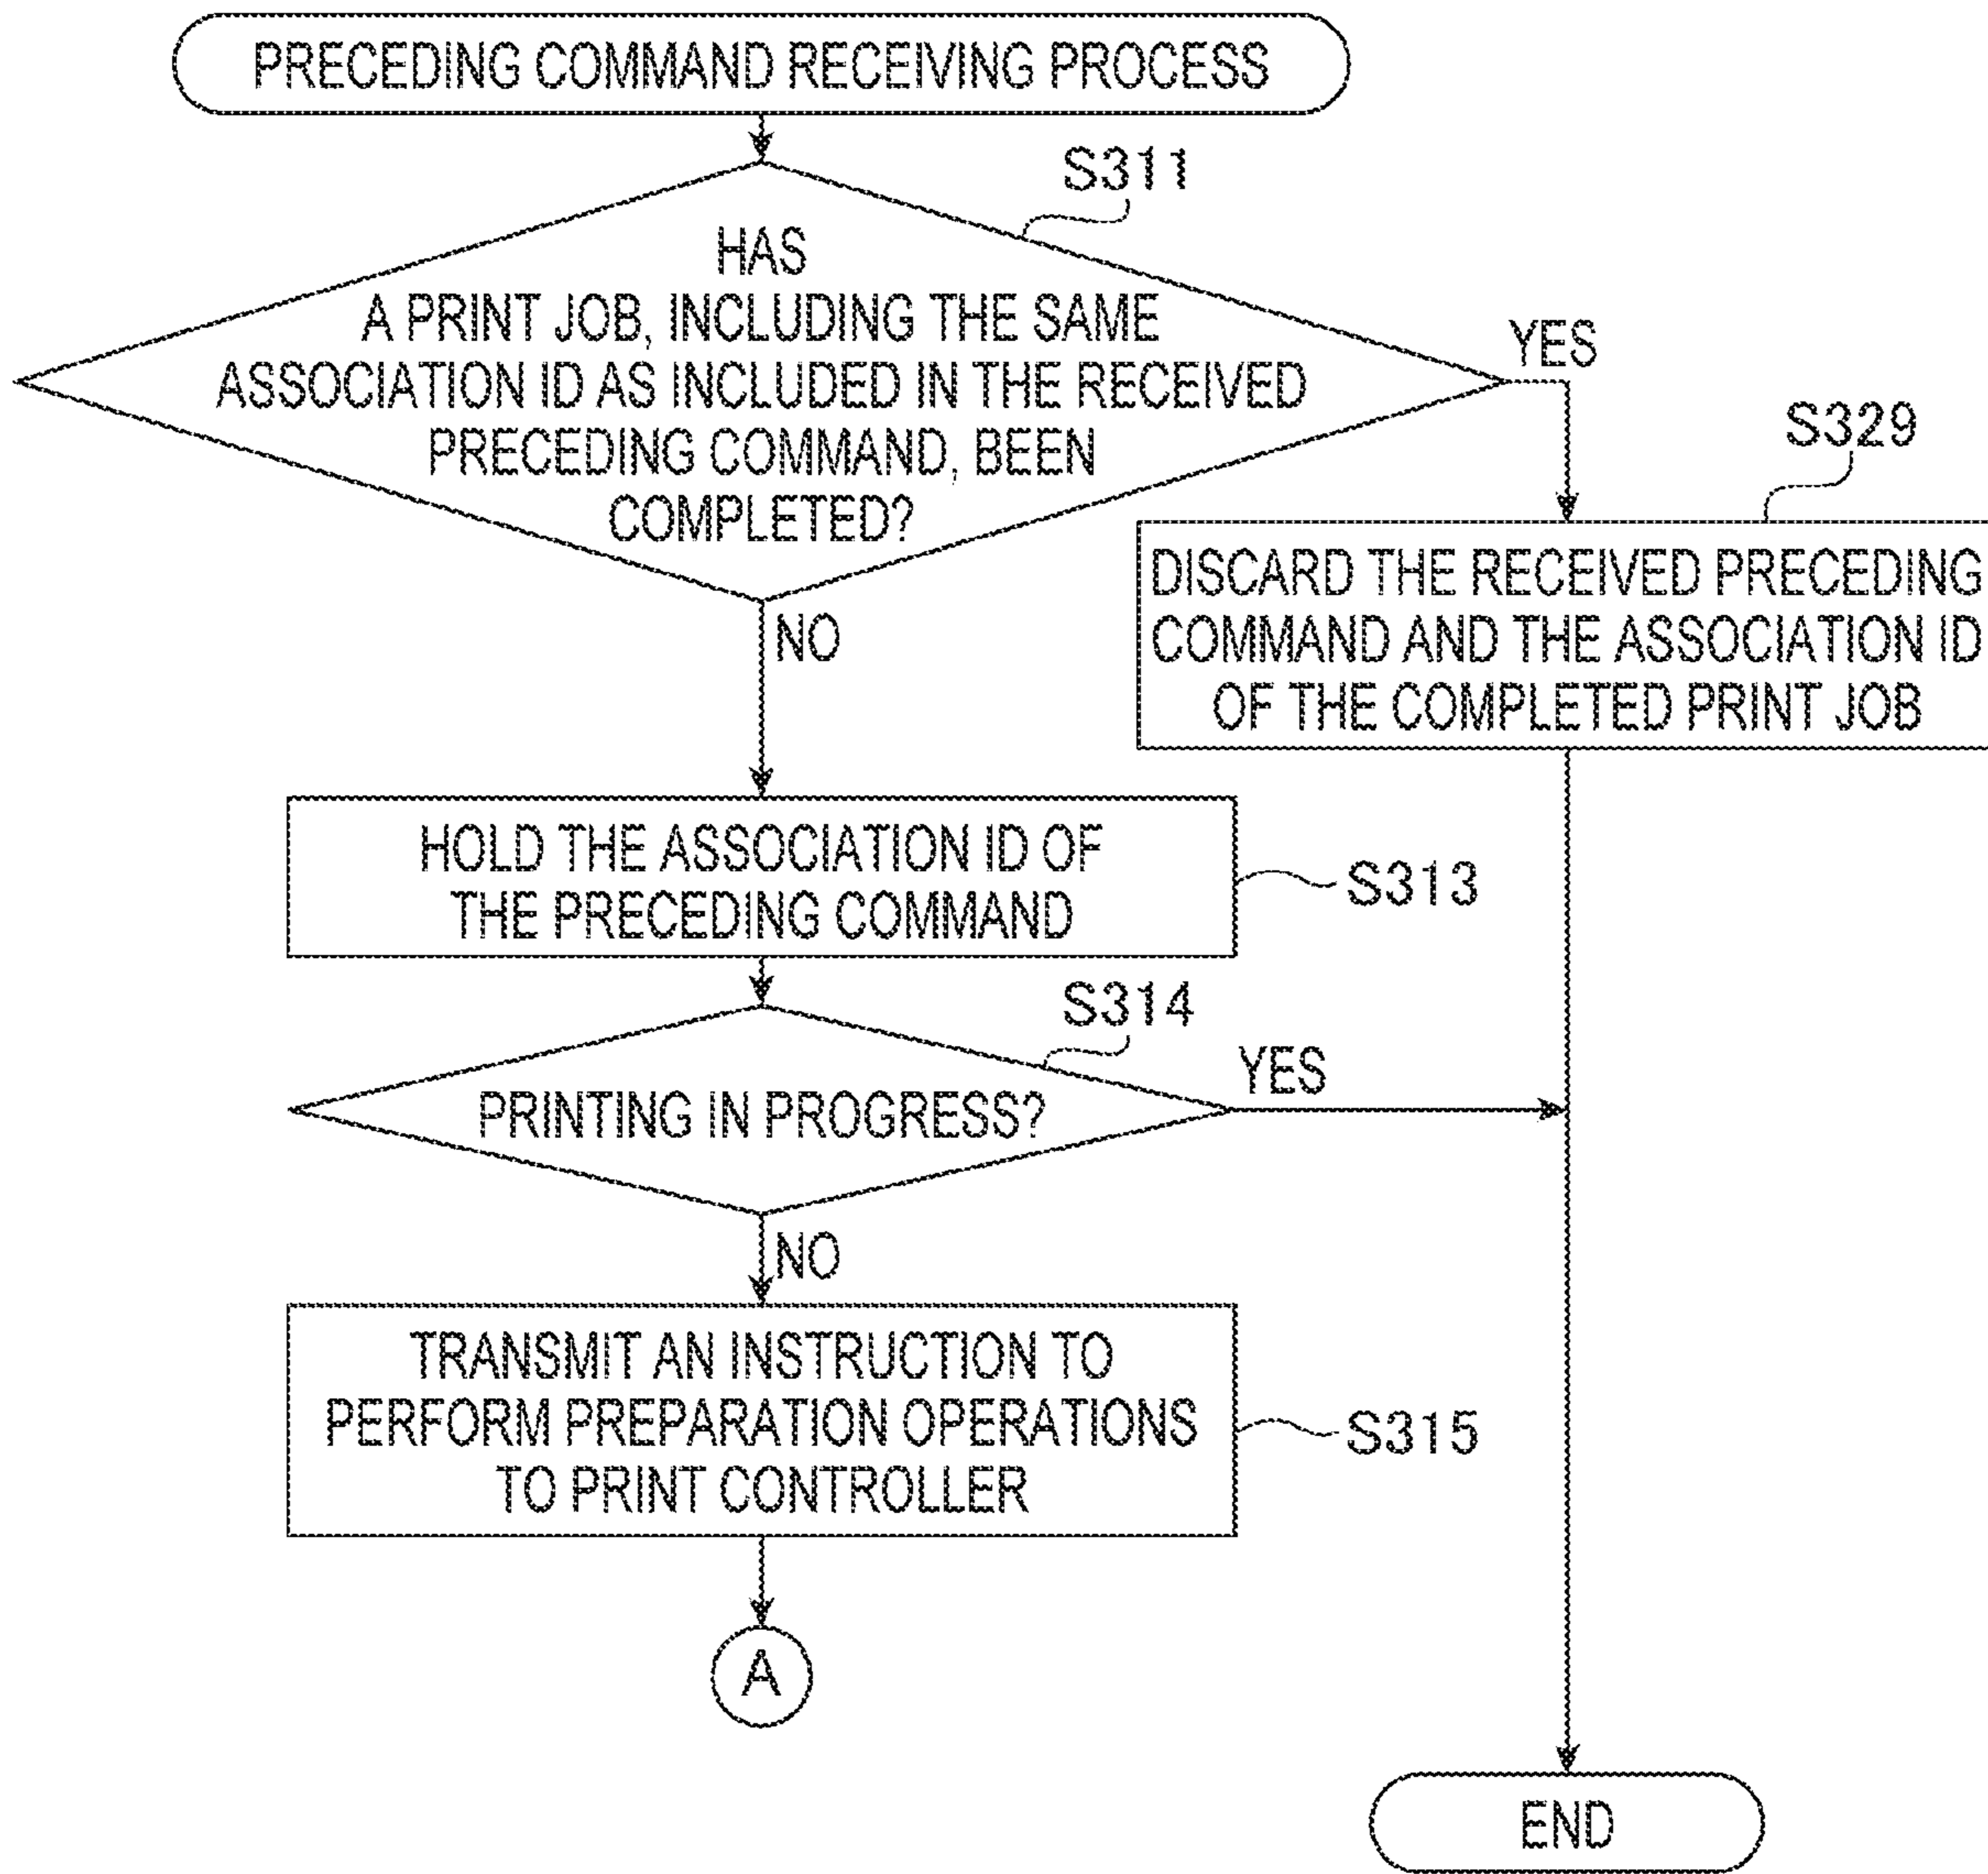 PRECEDING COMMAND RECEIVING PROCESS
S311
HAS
A PRINT JOB, INCLUDING THE SAME
ASSOCIATION ID AS INCLUDED IN THE RECEIVED
PRECEDING COMMAND, BEEN
COMPLETED?
YES
S329
DISCARD THE RECEIVED PRECEDING
COMMAND AND THE ASSOCIATION ID
OF THE COMPLETED PRINT JOB
NO
HOLD THE ASSOCIATION ID OF
THE PRECEDING COMMAND
S313
S314
PRINTING IN PROGRESS?
YES
NO
TRANSMIT AN INSTRUCTION TO
PERFORM PREPARATION OPERATIONS
TO PRINT CONTROLLER
S315
A
END